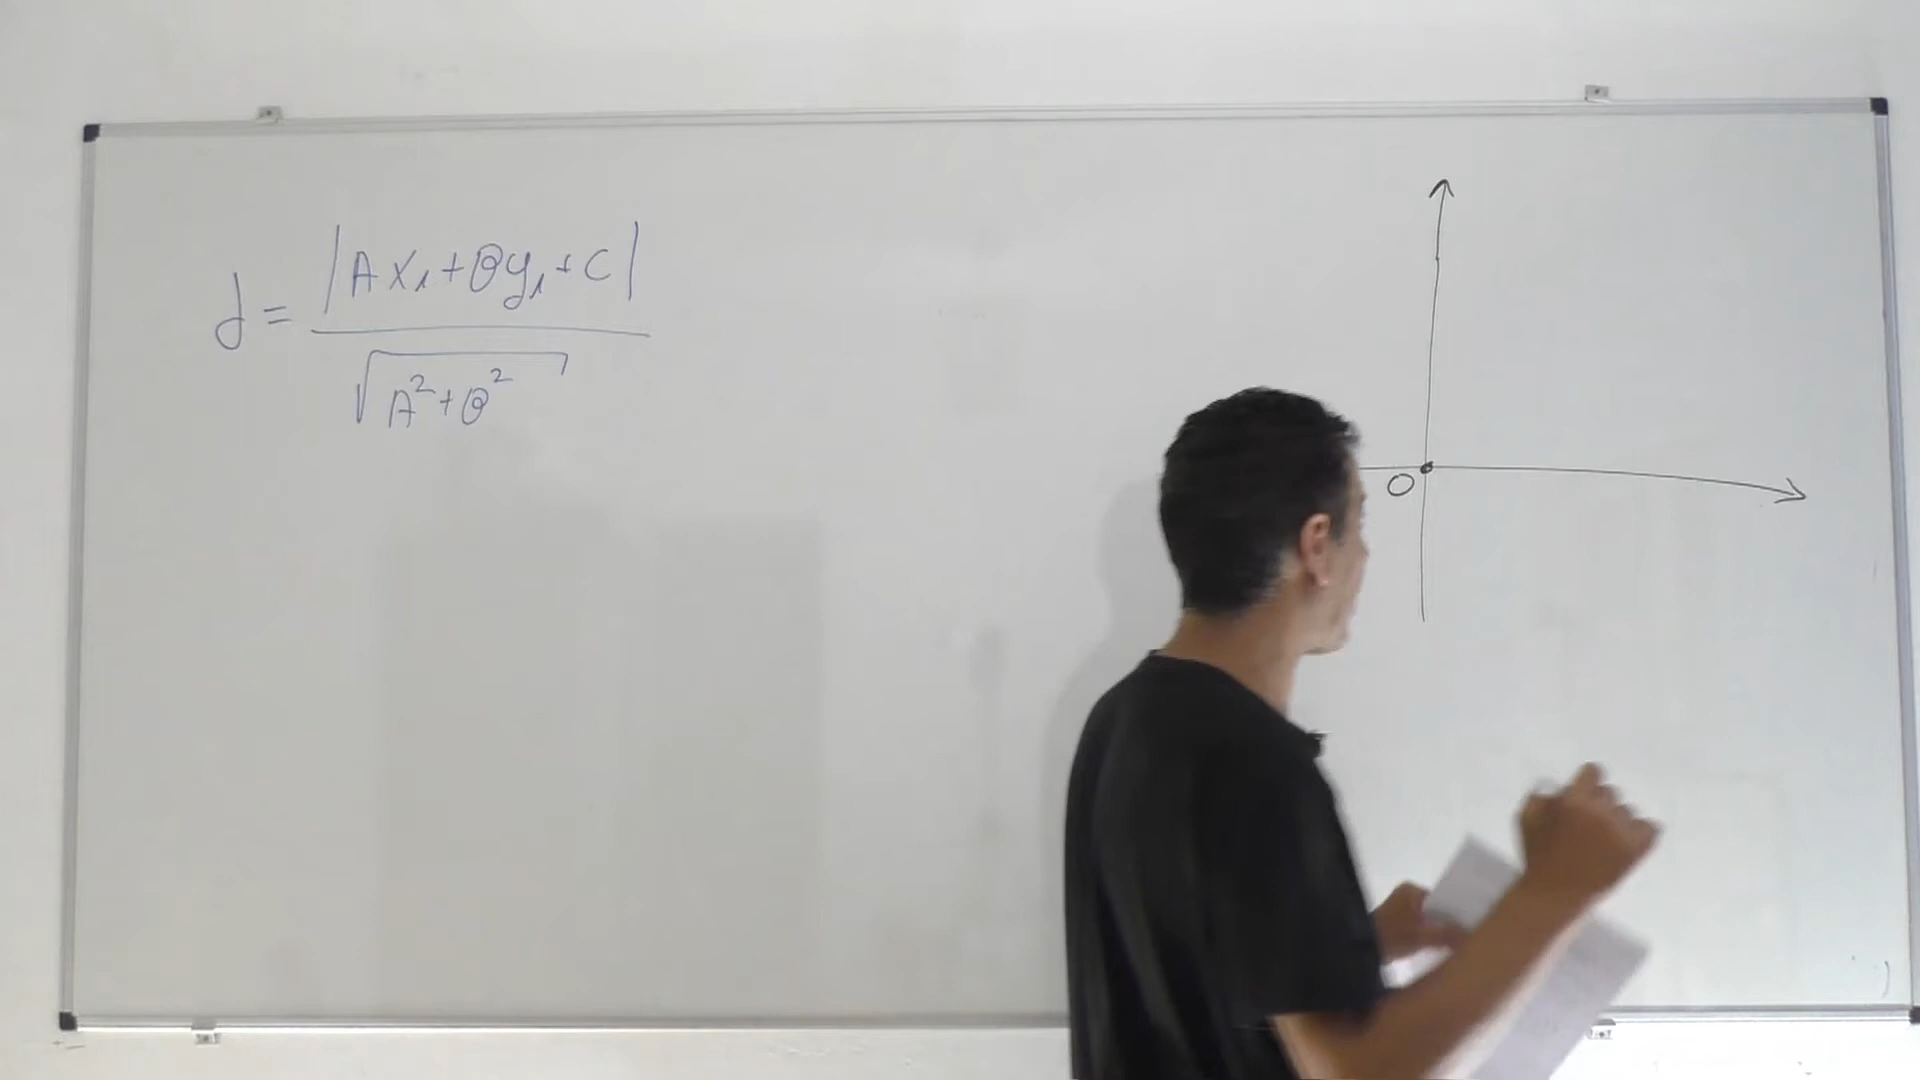 d = |Ax₁+By₁+C|
√A²+B²
O